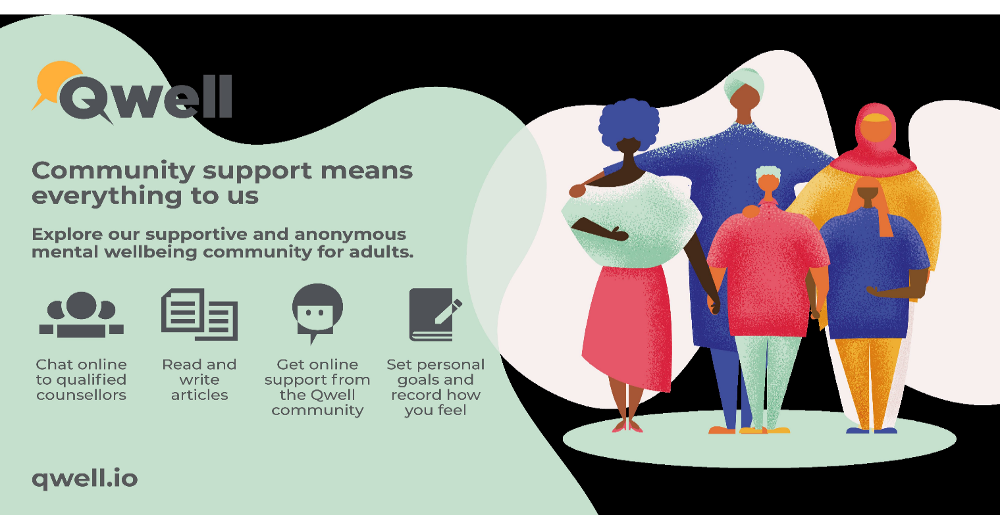 Qwell
Community support means
everything to us
Explore our supportive and anonymous
mental wellbeing community for adults.
Chat online
to qualified
counsellors
Read and
write
articles
Get online
support from
the Qwell
community
Set personal
goals and
record how
you feel
qwell.io